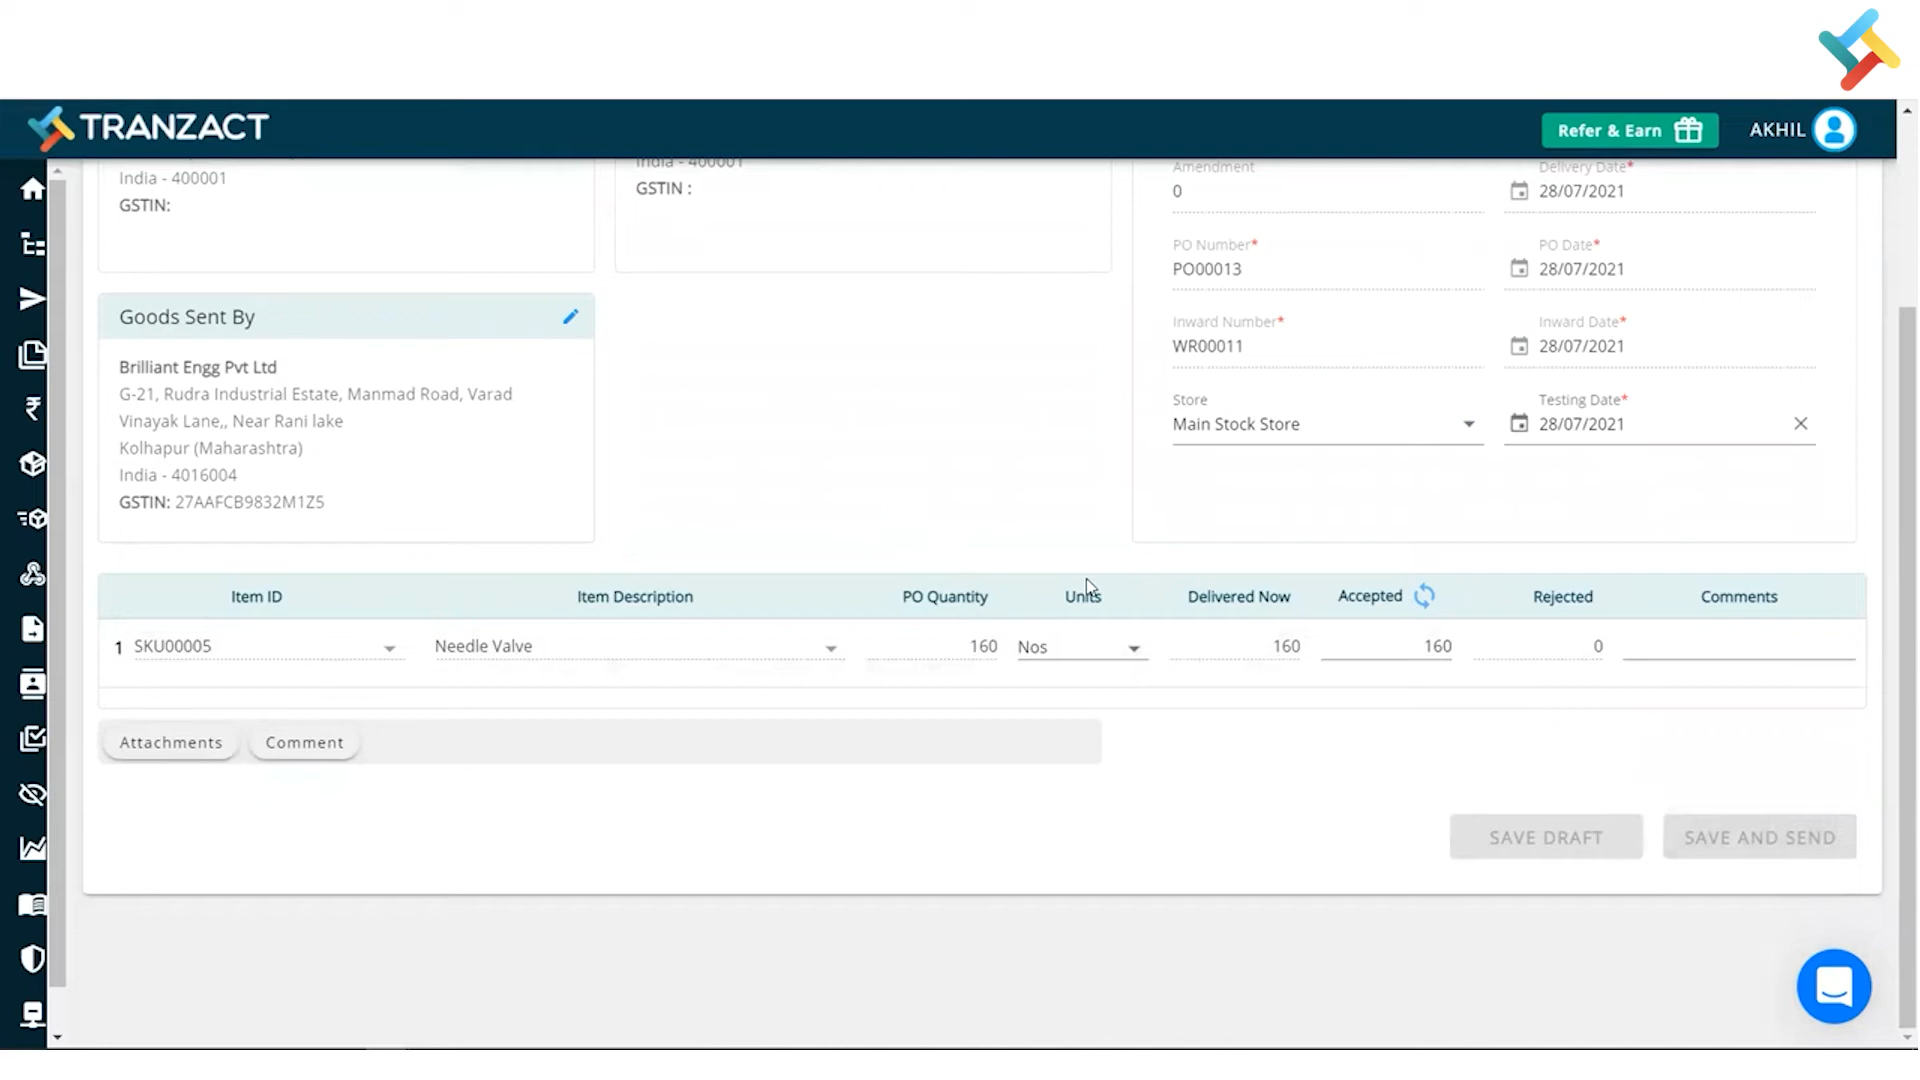 TRANZACT
Refer & Earn
AKHIL
India - 400001
GSTIN:
India - 400001
GSTIN :
Amendment
0
Delivery Date*
28/07/2021
PO Number*
PO00013
PO Date*
28/07/2021
Inward Number*
WR00011
Inward Date*
28/07/2021
Store
Main Stock Store
Testing Date*
28/07/2021
Goods Sent By
Brilliant Engg Pvt Ltd
G-21, Rudra Industrial Estate, Manmad Road, Varad
Vinayak Lane,, Near Rani lake
Kolhapur (Maharashtra)
India - 4016004
GSTIN: 27AAFCB9832M1Z5
Item ID Item Description PO Quantity Units Delivered Now Accepted Rejected Comments
1 SKU00005 Needle Valve 160 Nos 160 160 0
Attachments Comment
SAVE DRAFT SAVE AND SEND